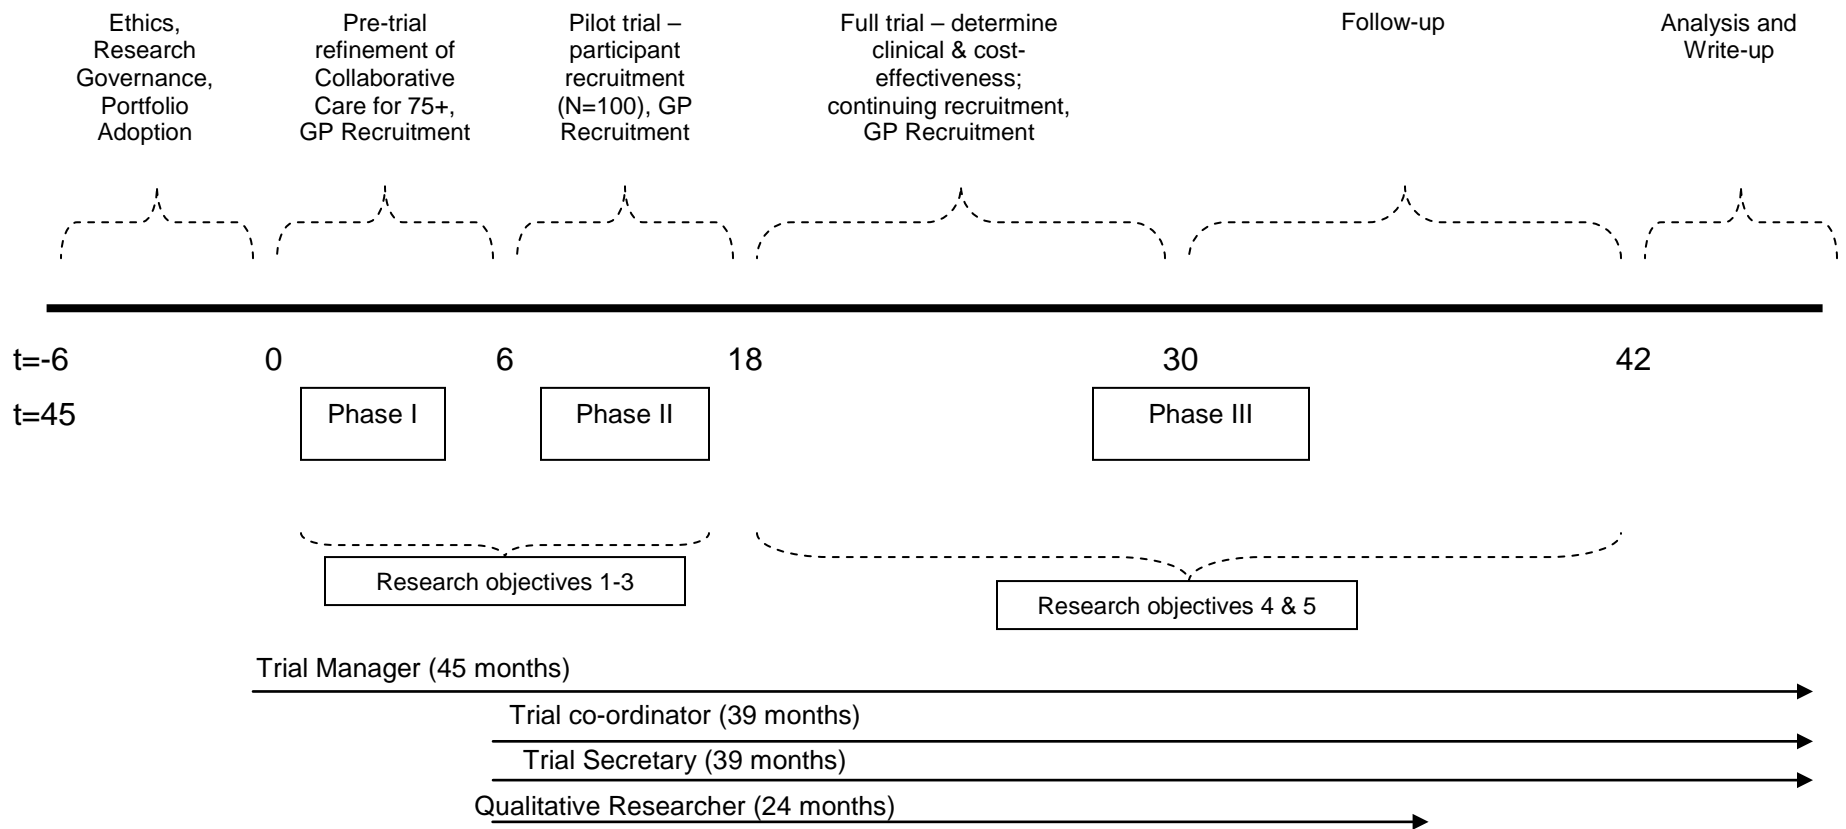 Ethics,
Research
Governance,
Portfolio
Adoption
Pre-trial
refinement of
Collaborative
Care for 75+,
GP Recruitment
Pilot trial –
participant
recruitment
(N=100), GP
Recruitment
Full trial – determine
clinical & cost-
effectiveness;
continuing recruitment,
GP Recruitment
Follow-up
Analysis and
Write-up
t=-6 0 6 18 30 42
t=45
Phase I
Phase II
Phase III
Research objectives 1-3
Research objectives 4 & 5
Trial Manager (45 months)
Trial co-ordinator (39 months)
Trial Secretary (39 months)
Qualitative Researcher (24 months)